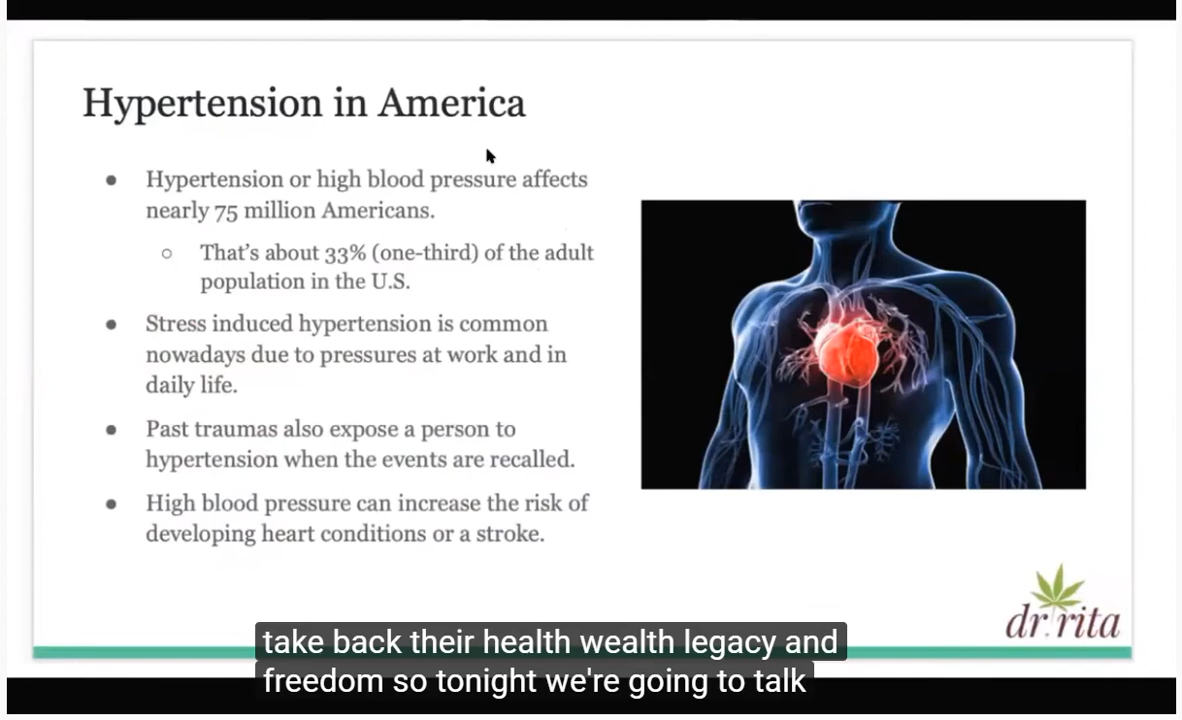 Hypertension in America
● Hypertension or high blood pressure affects
nearly 75 million Americans.
○ That's about 33% (one-third) of the adult
population in the U.S.
● Stress induced hypertension is common
nowadays due to pressures at work and in
daily life.
● Past traumas also expose a person to
hypertension when the events are recalled.
● High blood pressure can increase the risk of
developing heart conditions or a stroke.
dr. rita
take back their health wealth legacy and
freedom so tonight we're going to talk